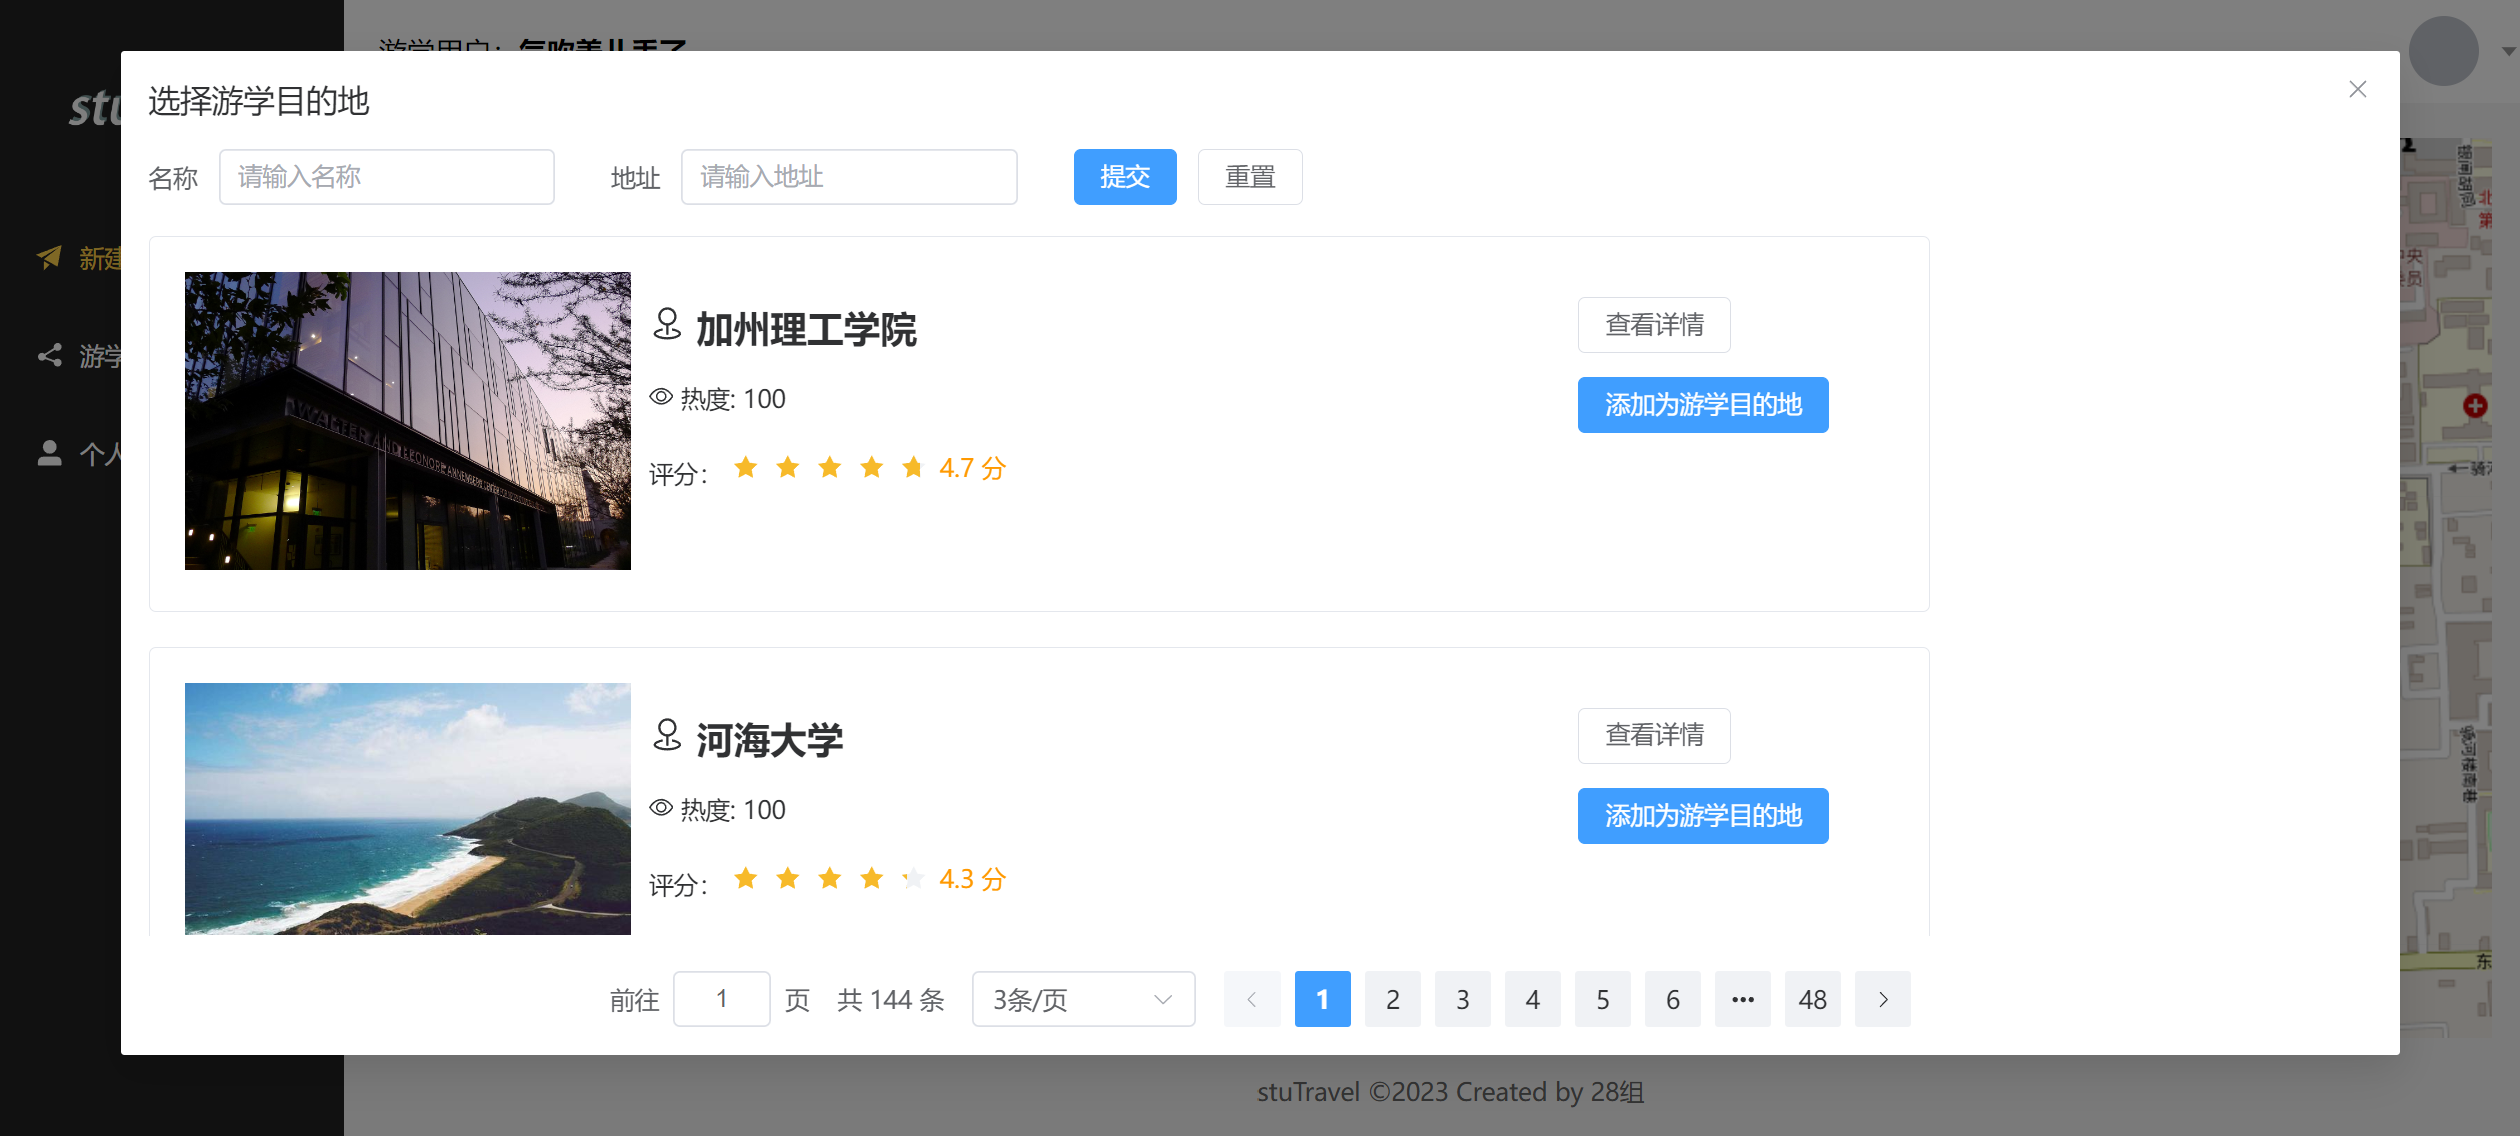 选择游学目的地
名称 请输入名称 地址 请输入地址 提交 重置
加州理工学院
热度: 100
评分: 4.7 分
查看详情
添加为游学目的地
WALTER AND LEONORE ANNENBERG CENTER
河海大学
热度: 100
评分: 4.3 分
查看详情
添加为游学目的地
前往 1 页 共 144 条 3条/页 1 2 3 4 5 6 ••• 48
stuTravel ©2023 Created by 28组
stu
新建
游学
个人